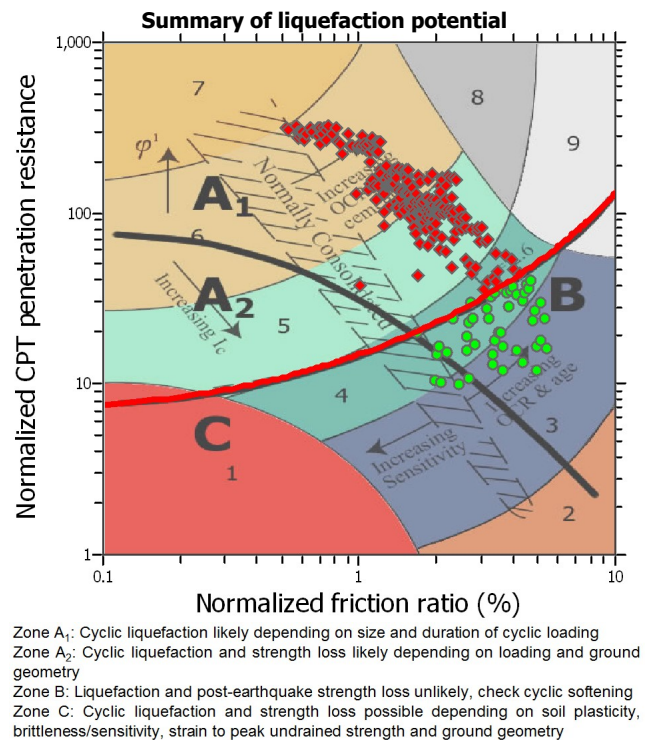 Summary of liquefaction potential
Normalized CPT penetration resistance
1,000
100
10
1
0.1
1
10
Normalized friction ratio (%)
7
8
9
φ¹
A1
6
A2
5
B
4
3
C
1
2
Normally Consolidated
Increasing
OCR
cem
Increasing Ic
Increasing
OCR & age
Increasing
Sensitivity
Zone A1: Cyclic liquefaction likely depending on size and duration of cyclic loading
Zone A2: Cyclic liquefaction and strength loss likely depending on loading and ground
geometry
Zone B: Liquefaction and post-earthquake strength loss unlikely, check cyclic softening
Zone C: Cyclic liquefaction and strength loss possible depending on soil plasticity,
brittleness/sensitivity, strain to peak undrained strength and ground geometry